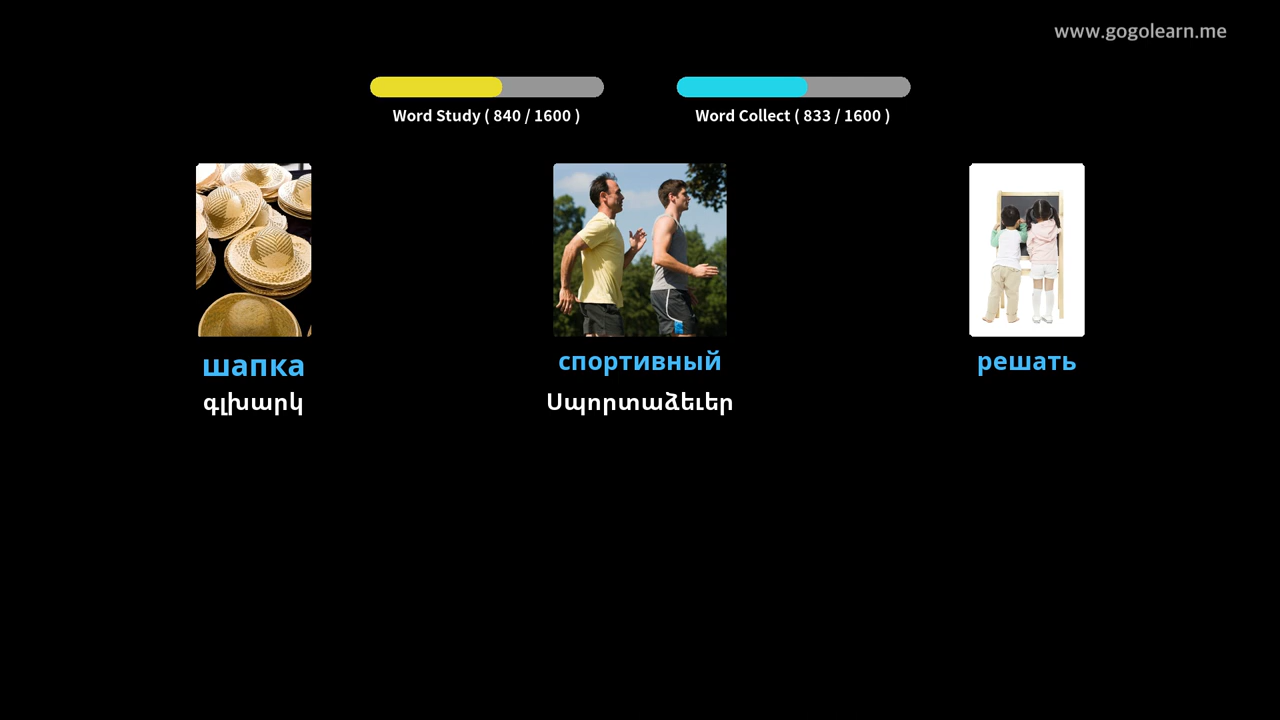 www.gogolearn.me
Word Study ( 840 / 1600 )
Word Collect ( 833 / 1600 )
шапка
спортивный
решать
գլխարկ
Սպորտաձեւեր